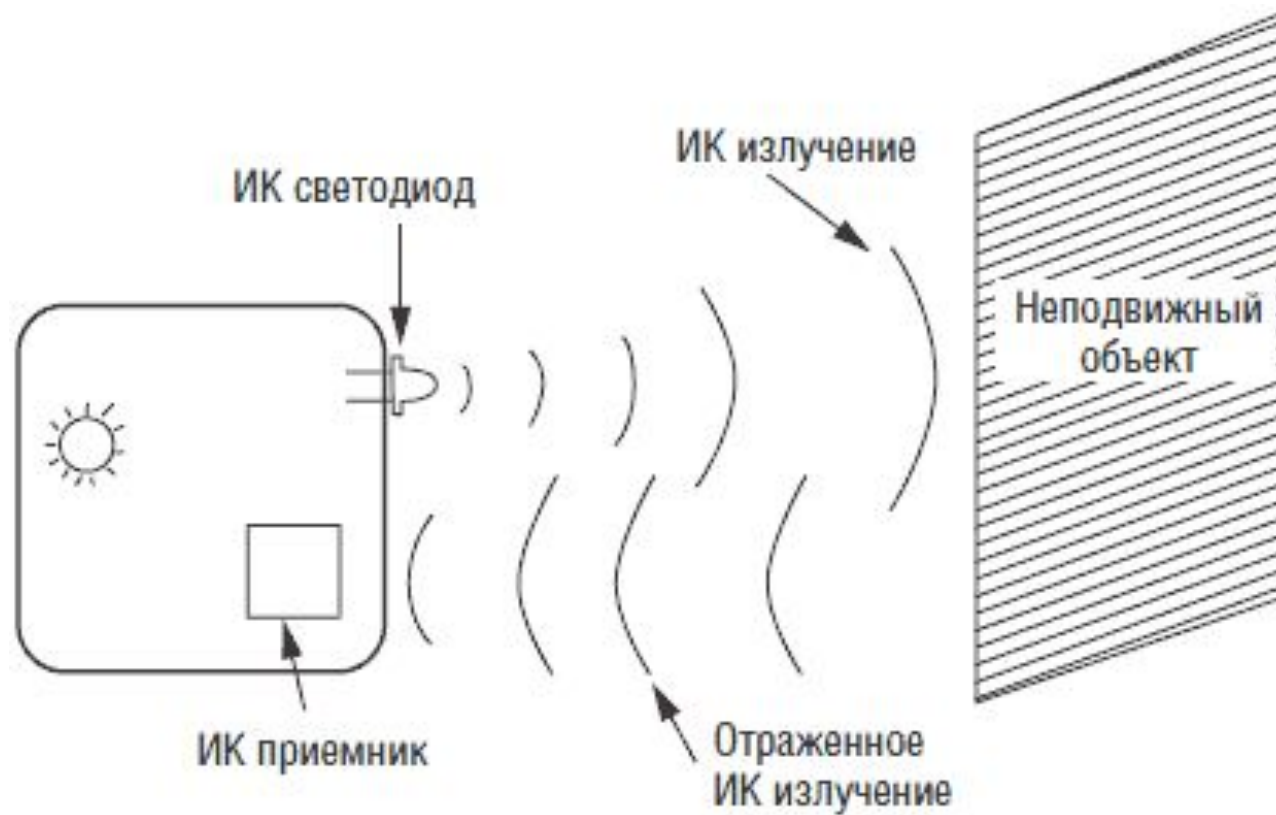 ИК излучение
ИК светодиод
Неподвижный
объект
ИК приемник
Отраженное
ИК излучение